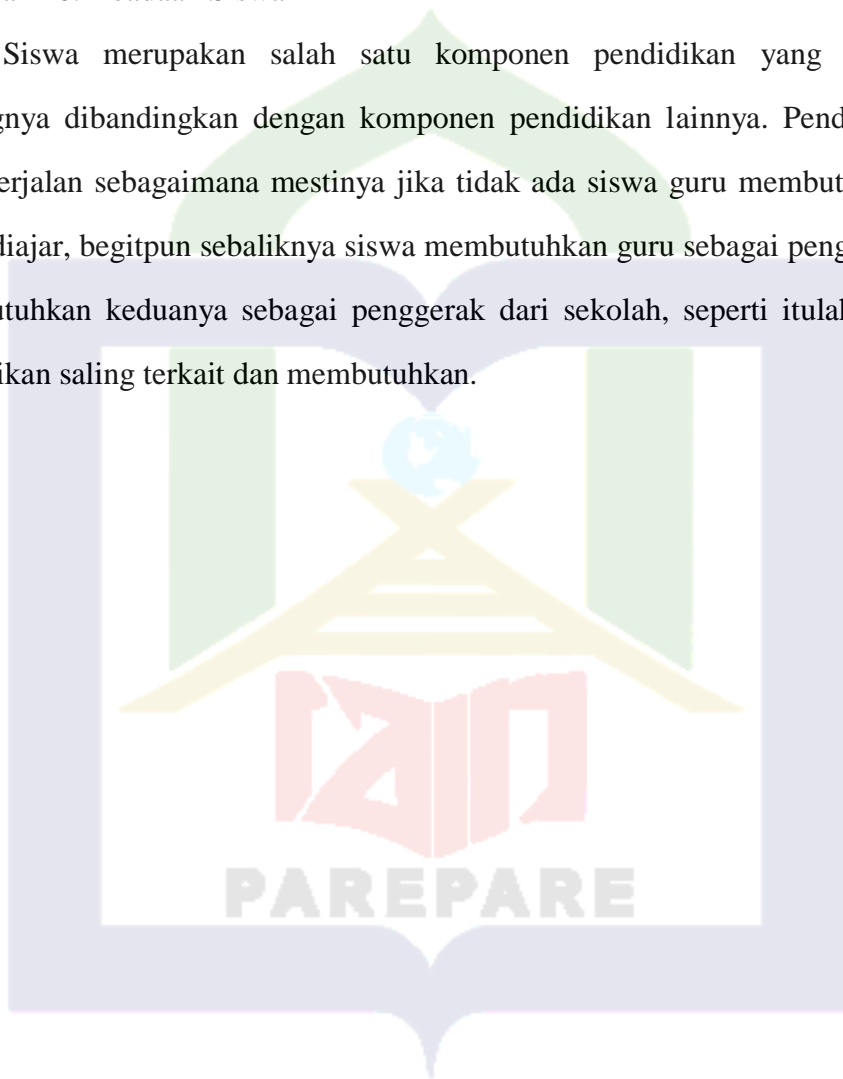 Siswa merupakan salah satu komponen pendidikan yang
gnya dibandingkan dengan komponen pendidikan lainnya. Pend
erjalan sebagaimana mestinya jika tidak ada siswa guru membut
diajar, begitpun sebaliknya siswa membutuhkan guru sebagai peng
utuhkan keduanya sebagai penggerak dari sekolah, seperti itulah
ikan saling terkait dan membutuhkan.
iain
PAREPARE